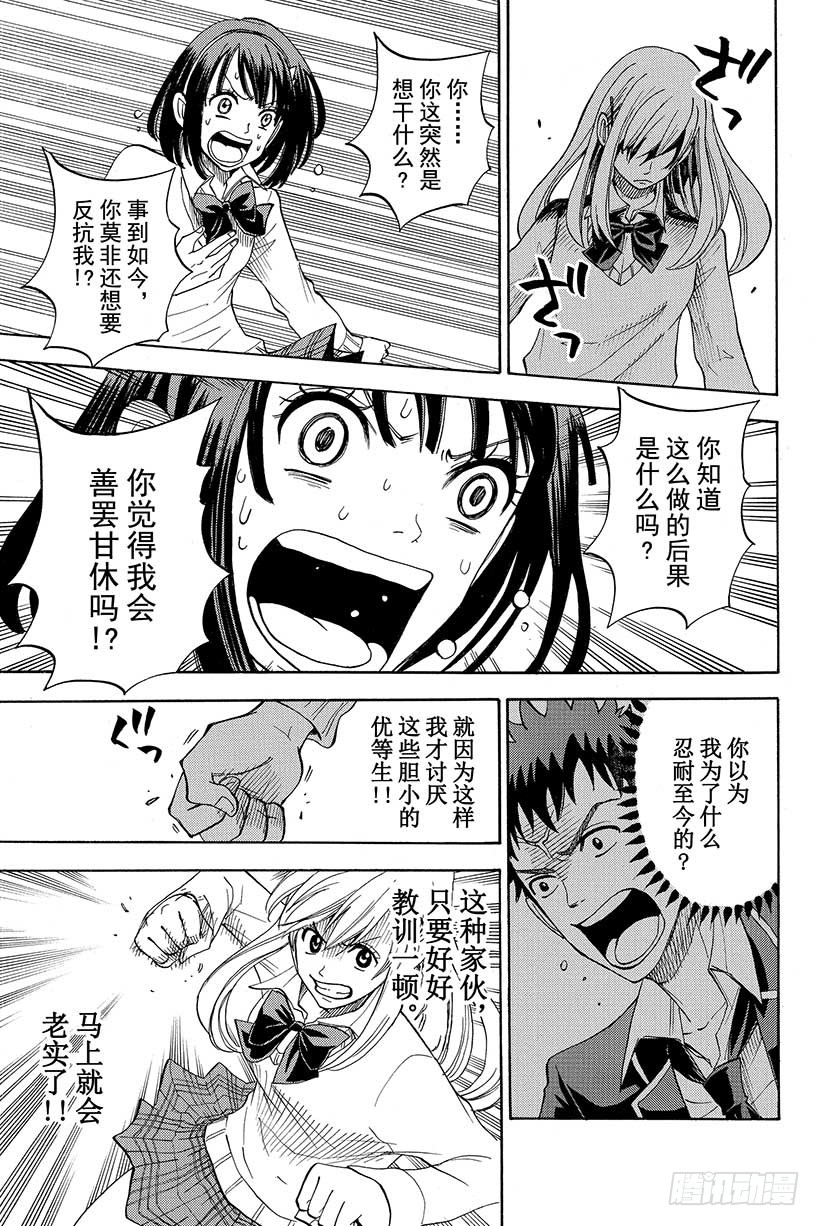 ざっ
ざっ
你……
你这突然是
想干什么?
事到如今，
你莫非还想要
反抗我!?
你知道
这么做的后果
是什么吗?
你觉得我会
善罢甘休吗!?
你以为
我为了什么
忍耐至今的?
就因为这样
我才讨厌
这些胆小的
优等生!!
ぐっ
这种家伙，
只要好好
教训一顿。
马上就会
老实了!!
腾讯动漫